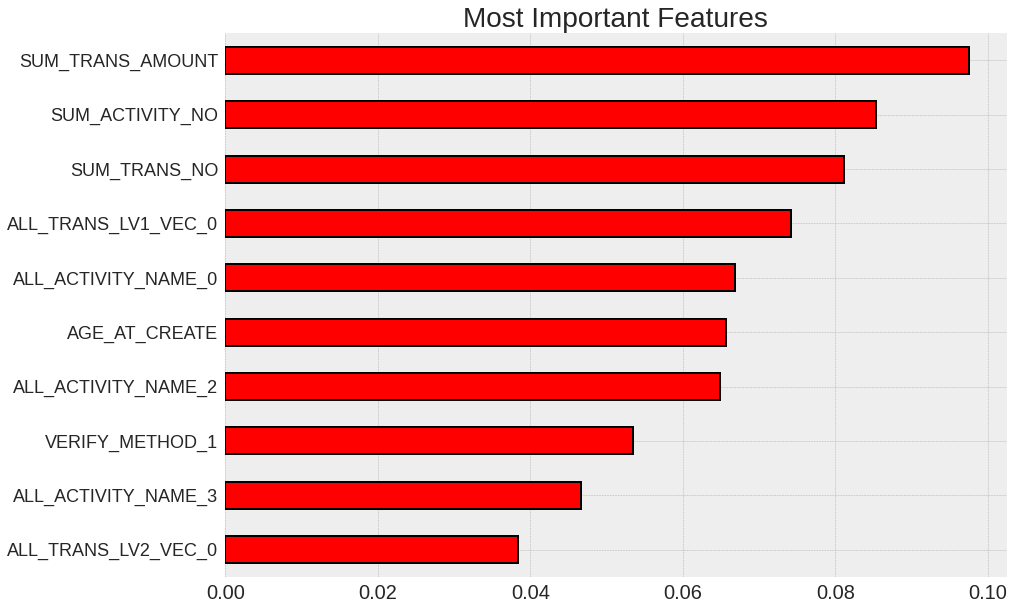 Most Important Features
SUM_TRANS_AMOUNT
SUM_ACTIVITY_NO
SUM_TRANS_NO
ALL_TRANS_LV1_VEC_0
ALL_ACTIVITY_NAME_0
AGE_AT_CREATE
ALL_ACTIVITY_NAME_2
VERIFY_METHOD_1
ALL_ACTIVITY_NAME_3
ALL_TRANS_LV2_VEC_0
0.00 0.02 0.04 0.06 0.08 0.10